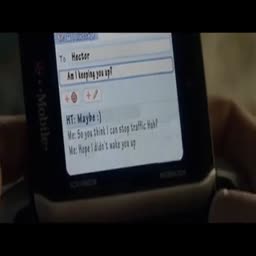 To Hector
Am I keeping you up?
HT: Maybe :)
Me: So you think I can stop traffic Huh?
Me: Hope I didn't wake you up
T-Mobile